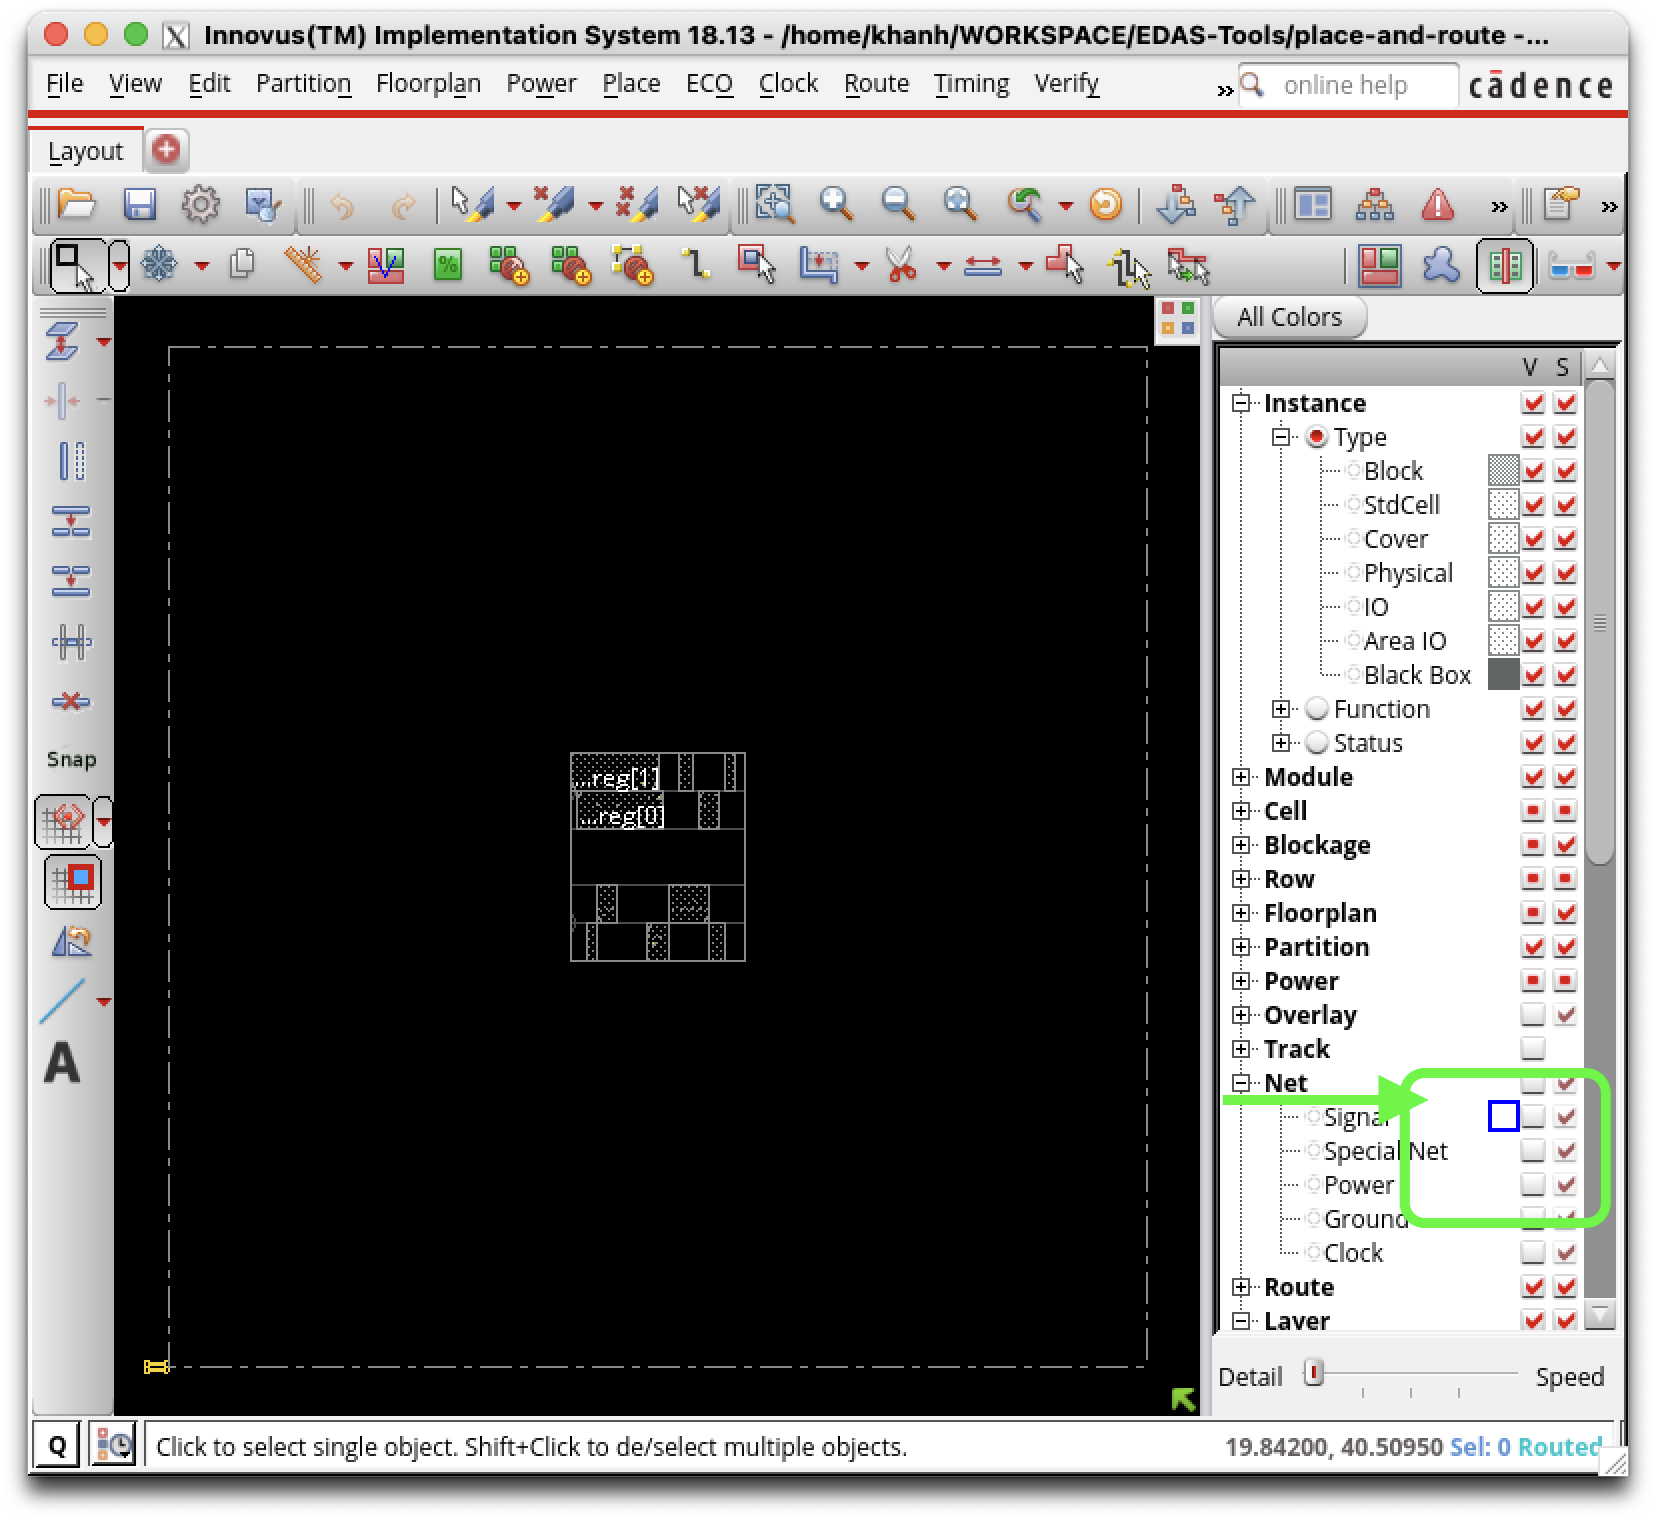 Innovus(TM) Implementation System 18.13 - /home/khanh/WORKSPACE/EDAS-Tools/place-and-route -...
File View Edit Partition Floorplan Power Place ECO Clock Route Timing Verify » online help cādence
Layout
» »
%
All Colors
V S
Instance
Type
Block
StdCell
Cover
Physical
IO
Area IO
Black Box
Function
Status
Module
Cell
Blockage
Row
Floorplan
Partition
Power
Overlay
Track
Net
Signal
Special Net
Power
Ground
Clock
Route
Layer
Snap
A
...reg[1]
...reg[0]
Detail Speed
Q Click to select single object. Shift+Click to de/select multiple objects. 19.84200, 40.50950 Sel: 0 Routed